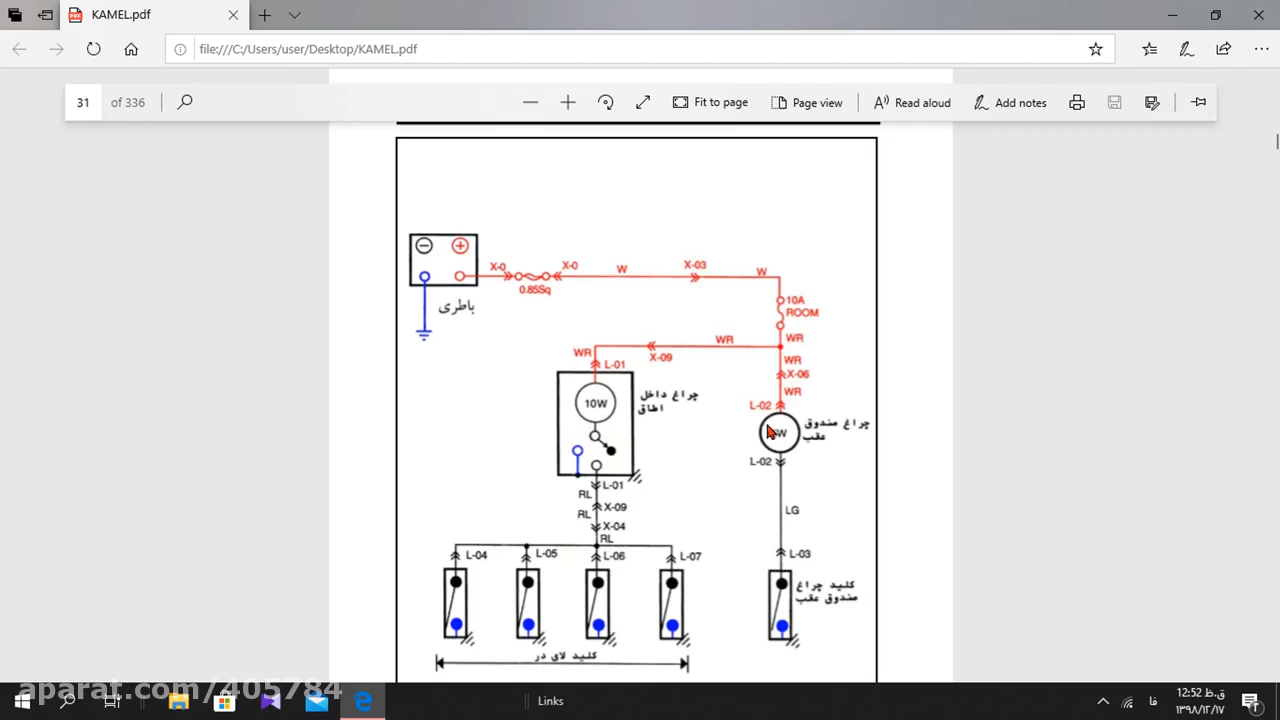 KAMEL.pdf
file:///C:/Users/user/Desktop/KAMEL.pdf
31 of 336
Fit to page
Page view
Read aloud
Add notes
X-0
X-0
W
X-03
W
0.85Sq
باطری
10A
ROOM
WR
WR
WR
X-09
WR
X-06
WR
L-01
L-02
10W
چراغ داخل
اطاق
W
چراغ صندوق
عقب
L-02
L-01
RL
X-09
RL
X-04
RL
LG
L-04
L-05
L-06
L-07
L-03
کلید چراغ
صندوق عقب
کلید لای در
aparat.com/405784
Links
فا
12:52 ق.ظ
۱۳۹۸/۱۲/۱۷